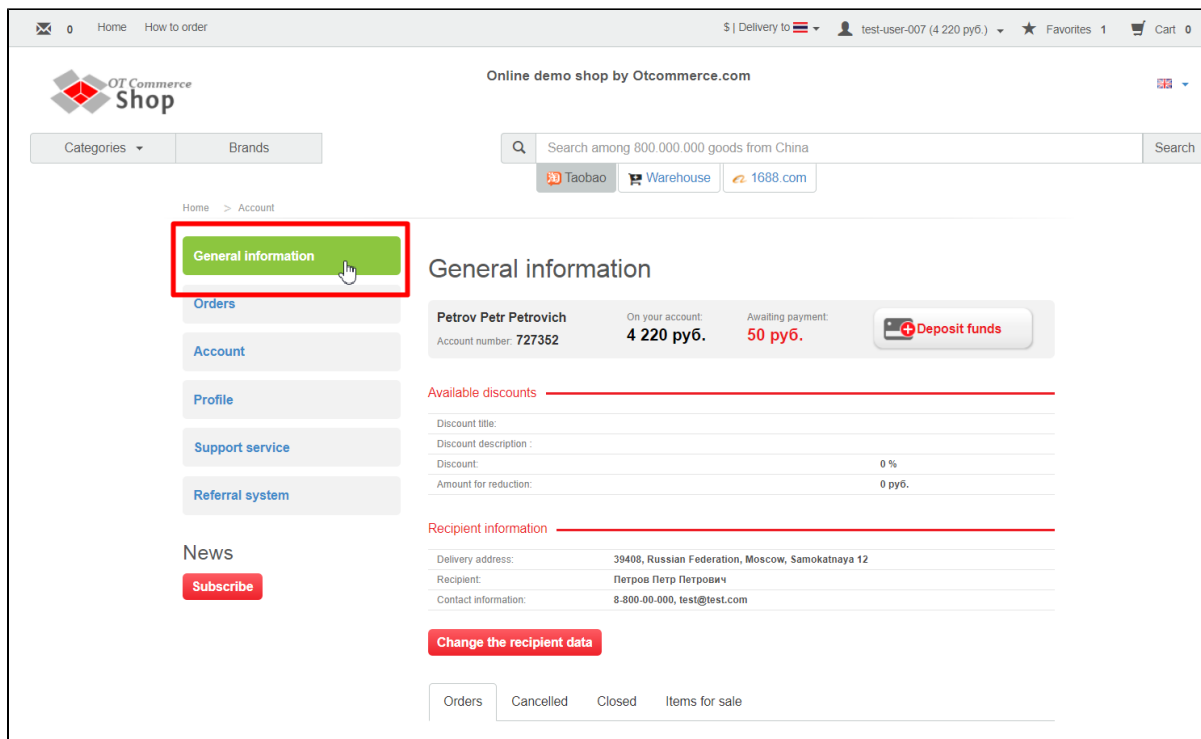 0 Home How to order $ | Delivery to test-user-007 (4 220 руб.) Favorites 1 Cart 0
OT Commerce
Shop
Online demo shop by Otcommerce.com
Categories Brands Search among 800.000.000 goods from China Search
Taobao Warehouse 1688.com
Home > Account
General information
Orders
Account
Profile
Support service
Referral system
News
Subscribe
General information
Petrov Petr Petrovich
Account number: 727352
On your account:
4 220 руб.
Awaiting payment:
50 руб.
Deposit funds
Available discounts
Discount title:
Discount description :
Discount: 0 %
Amount for reduction: 0 руб.
Recipient information
Delivery address: 39408, Russian Federation, Moscow, Samokatnaya 12
Recipient: Петров Петр Петрович
Contact information: 8-800-00-000, test@test.com
Change the recipient data
Orders Cancelled Closed Items for sale